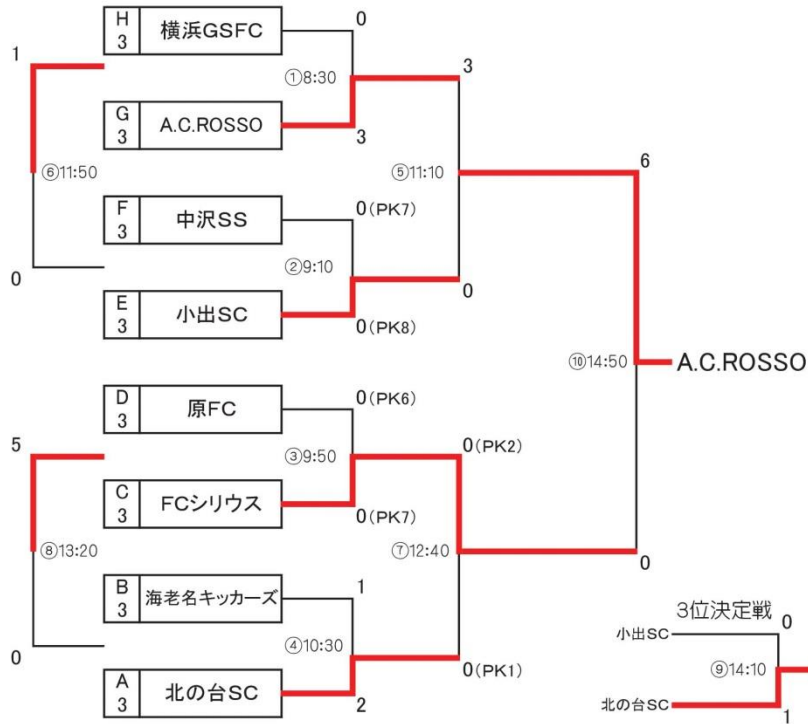 H 3 横浜GSFC 0
1
①8:30 3
G 3 A.C.ROSSO 3
6
⑥11:50 ⑤11:10
F 3 中沢SS 0(PK7)
②9:10
0 0
E 3 小出SC 0(PK8)
⑩14:50 A.C.ROSSO
D 3 原FC 0(PK6)
5 ③9:50 0(PK2)
C 3 FCシリウス 0(PK7)
⑧13:20 ⑦12:40
0
B 3 海老名キッカーズ 1
3位決定戦
小出SC 0
④10:30
0 0(PK1)
⑨14:10
A 3 北の台SC 2
北の台SC 1